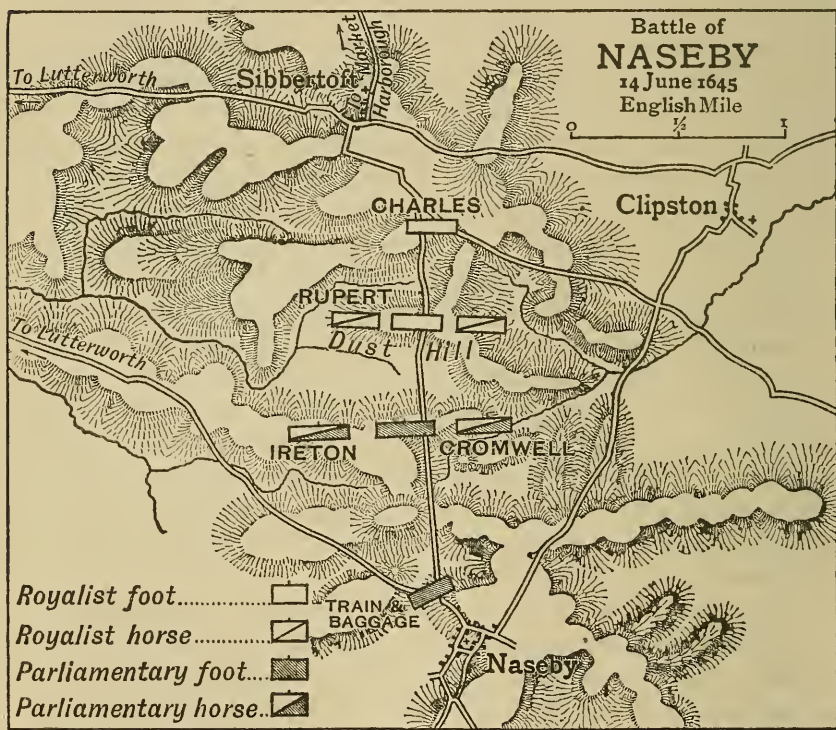 Battle of
NASEBY
14 June 1645
English Mile
0 ½ 1
To Lutterworth
Sibbertoft
To Market
Harborough
Clipston
CHARLES
RUPERT
Dust Hill
To Lutterworth
IRETON
CROMWELL
TRAIN &
BAGGAGE
Naseby
Royalist foot
Royalist horse
Parliamentary foot
Parliamentary horse